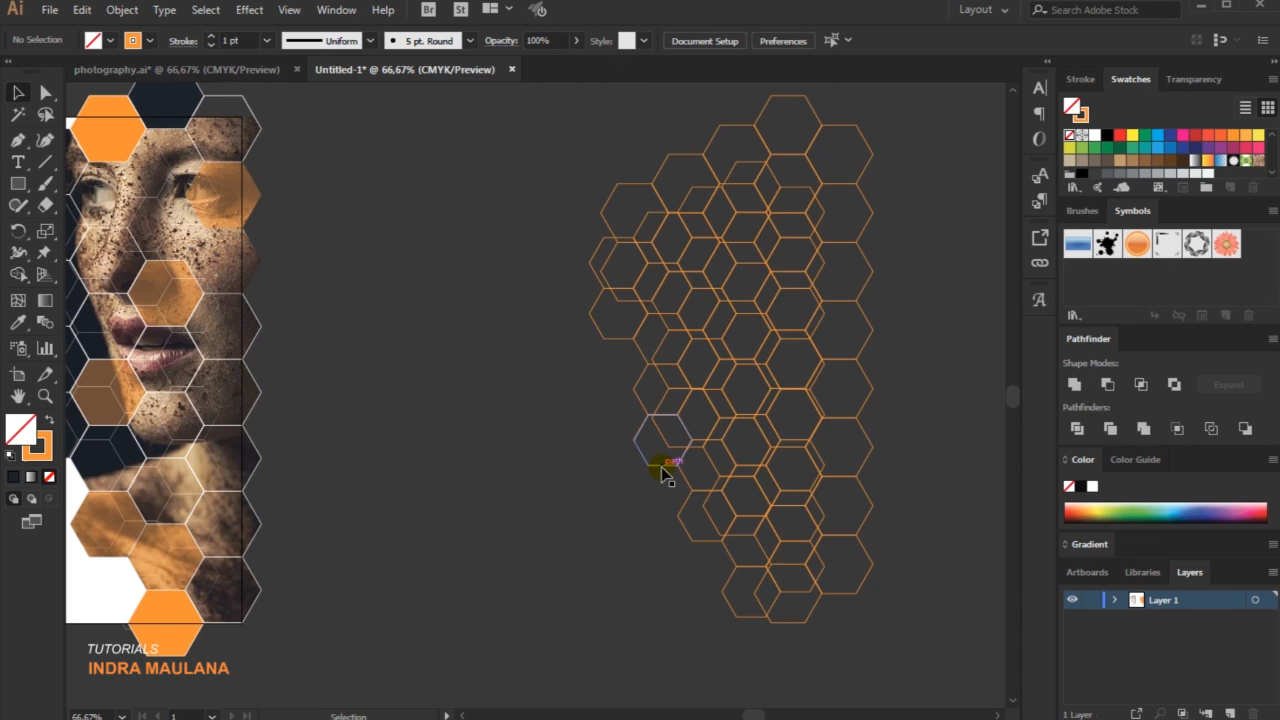 Ai File Edit Object Type Select Effect View Window Help Br St Layout Search Adobe Stock
No Selection Stroke: 1 pt Uniform 5 pt. Round Opacity: 100% Style: Document Setup Preferences
photography.ai* @ 66,67% (CMYK/Preview) × Untitled-1* @ 66,67% (CMYK/Preview) ×
Stroke Swatches Transparency
Brushes Symbols
Pathfinder
Shape Modes:
Expand
Pathfinders:
Color Color Guide
path
Gradient
Artboards Libraries Layers
Layer 1
TUTORIALS
INDRA MAULANA
66,67% 1 Selection 1 Layer